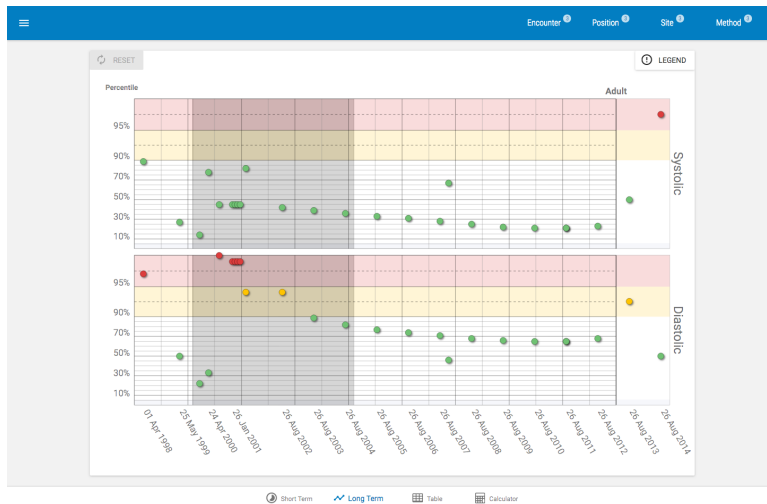 Encounter
Position
Site
Method
RESET
LEGEND
Percentile
Adult
95%
90%
70%
50%
30%
10%
Systolic
95%
90%
70%
50%
30%
10%
Diastolic
01 Apr 1998
25 May 1999
24 Apr 2000
26 Jan 2001
26 Aug 2002
26 Aug 2003
26 Aug 2004
26 Aug 2005
26 Aug 2006
26 Aug 2007
26 Aug 2008
26 Aug 2009
26 Aug 2010
26 Aug 2011
26 Aug 2012
26 Aug 2013
26 Aug 2014
Short Term
Long Term
Table
Calculator